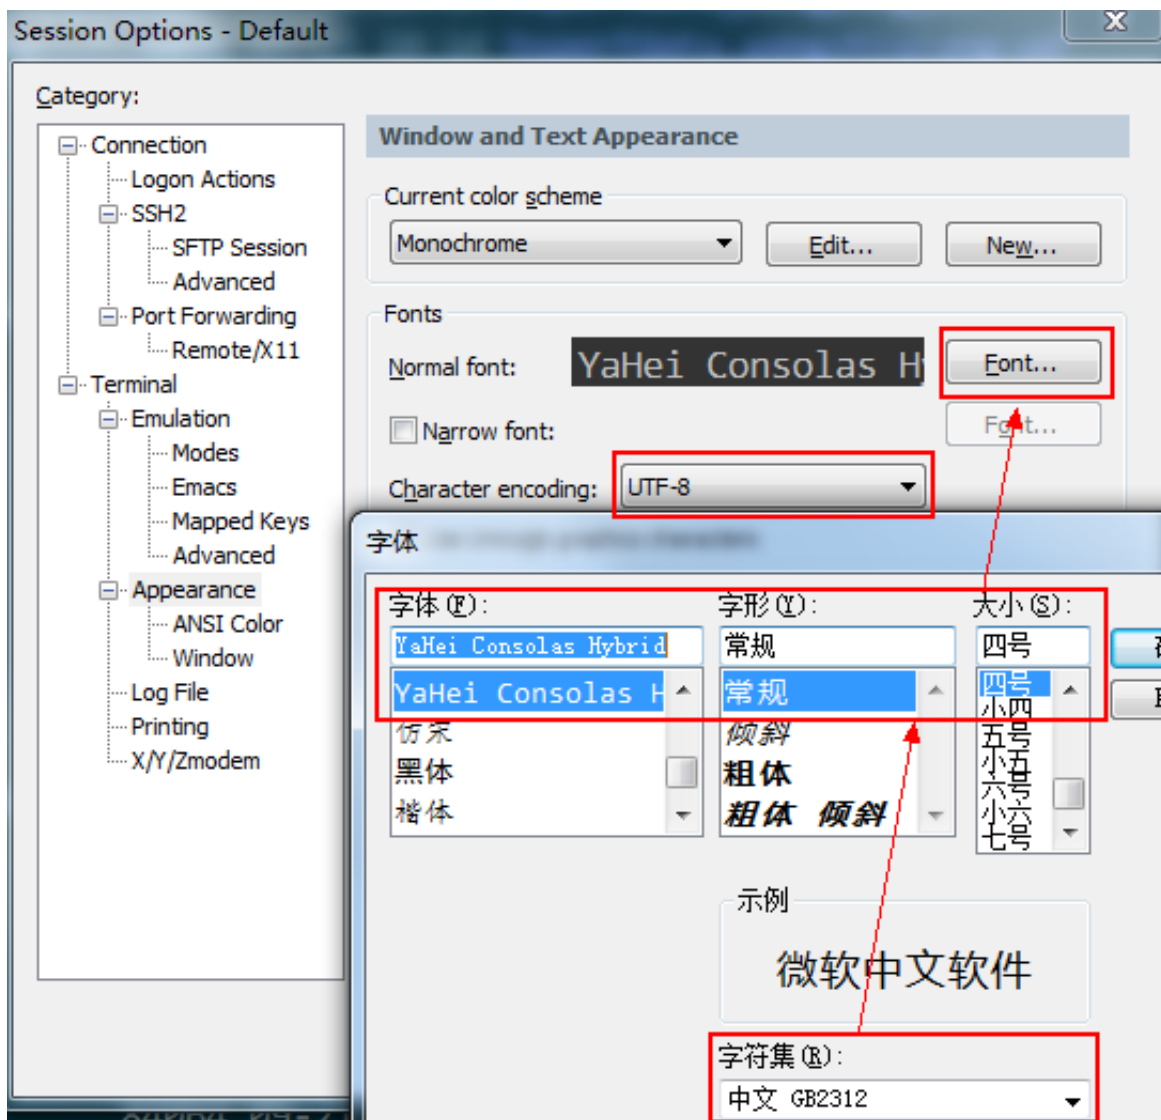 Session Options - Default
Category:
Connection
Logon Actions
SSH2
SFTP Session
Advanced
Port Forwarding
Remote/X11
Terminal
Emulation
Modes
Emacs
Mapped Keys
Advanced
Appearance
ANSI Color
Window
Log File
Printing
X/Y/Zmodem
Window and Text Appearance
Current color scheme
Monochrome
Edit...
New...
Fonts
Normal font:
YaHei Consolas Hy
Font...
Narrow font:
Font...
Character encoding:
UTF-8
字体
字体(F):
字形(Y):
大小(S):
YaHei Consolas Hybrid
常规
四号
YaHei Consolas H
仿宋
黑体
楷体
常规
倾斜
粗体
粗体 倾斜
四号
小四
五号
小五
六号
小六
七号
示例
微软中文软件
字符集(R):
中文 GB2312